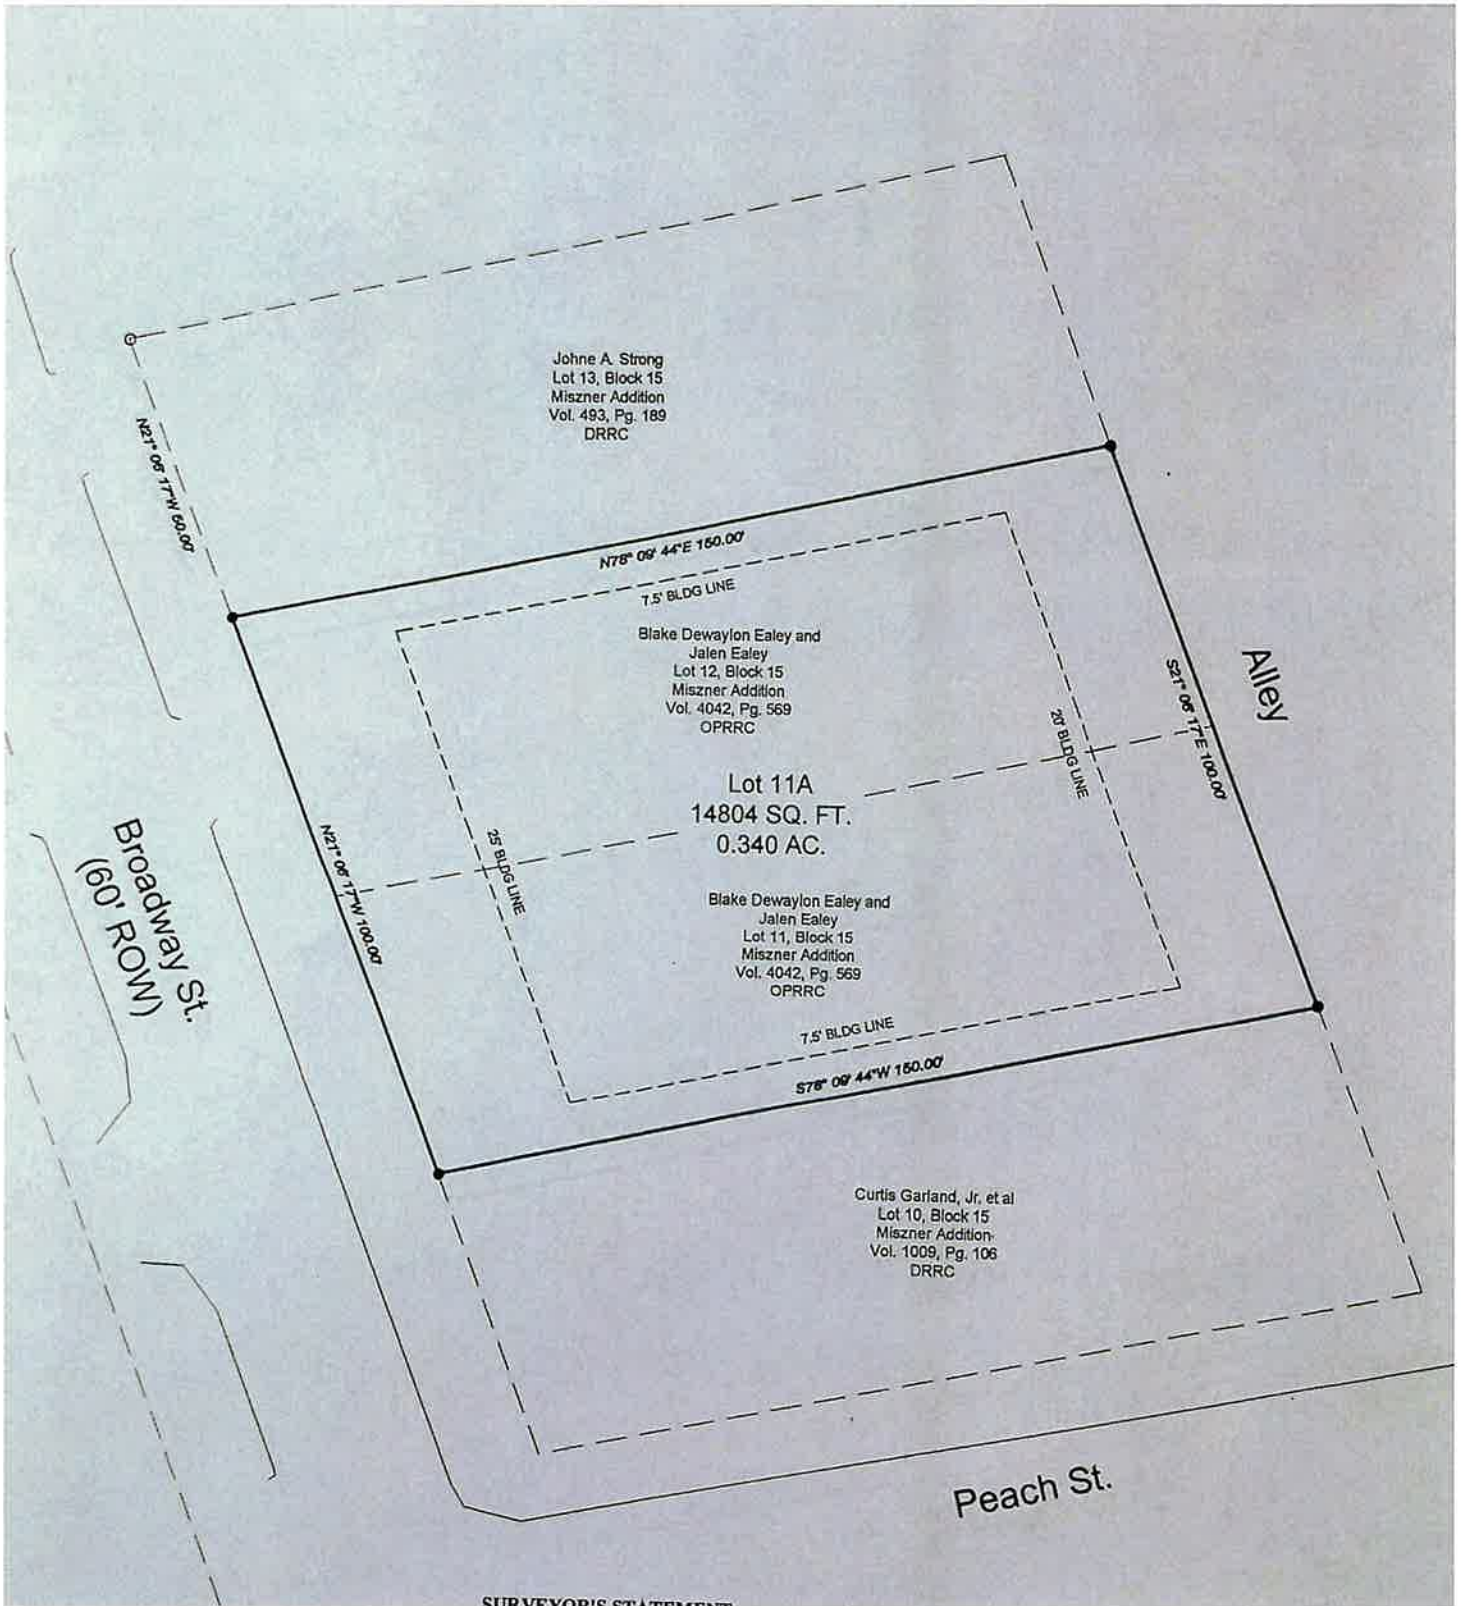 Johne A. Strong
Lot 13, Block 15
Miszner Addition
Vol. 493, Pg. 189
DRRC
N21° 06' 17"W 50.00'
N78° 09' 44"E 150.00'
7.5' BLDG LINE
Blake Dewaylon Ealey and
Jalen Ealey
Lot 12, Block 15
Miszner Addition
Vol. 4042, Pg. 569
OPRRC
Alley
S21° 06' 17"E 100.00'
20' BLDG LINE
Lot 11A
14804 SQ. FT.
0.340 AC.
25' BLDG LINE
N21° 06' 17"W 100.00'
Broadway St.
(60' ROW)
Blake Dewaylon Ealey and
Jalen Ealey
Lot 11, Block 15
Miszner Addition
Vol. 4042, Pg. 569
OPRRC
7.5' BLDG LINE
S78° 09' 44"W 150.00'
Curtis Garland, Jr. et al
Lot 10, Block 15
Miszner Addition
Vol. 1009, Pg. 106
DRRC
Peach St.
SURVEYOR'S STATEMENT